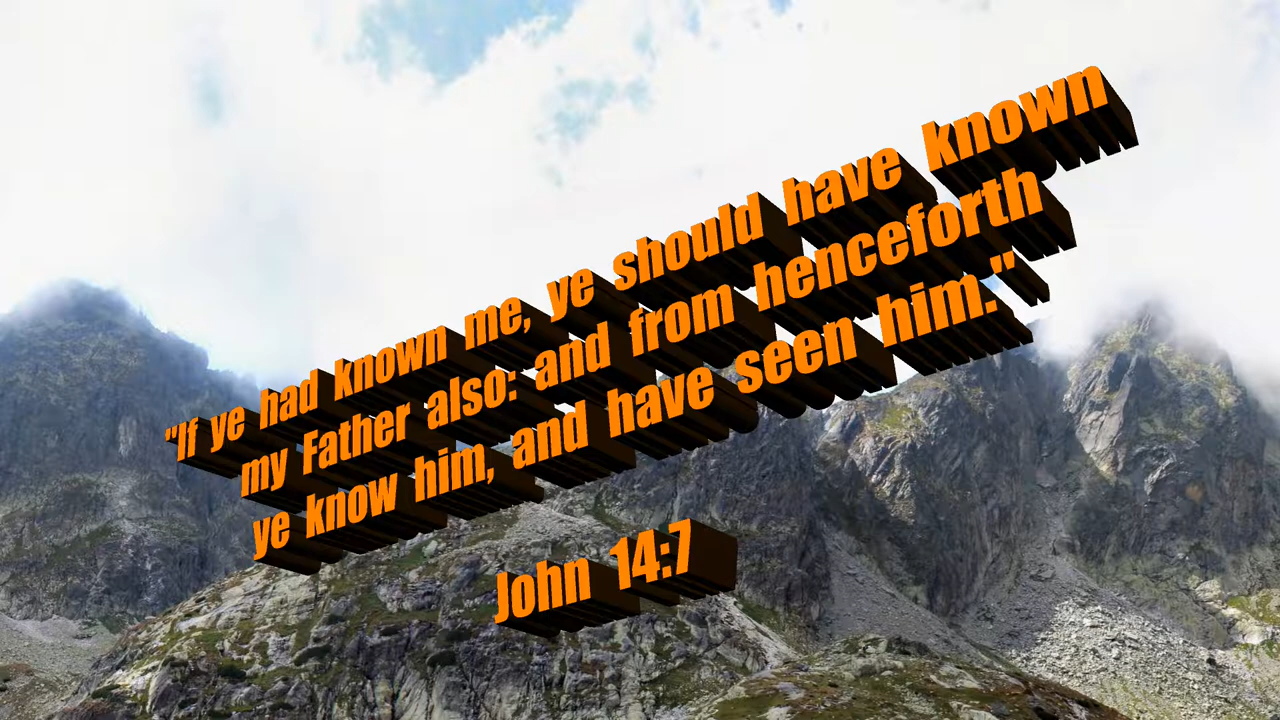 "If ye had known me, ye should have known
my Father also: and from henceforth
ye know him, and have seen him."
John 14:7